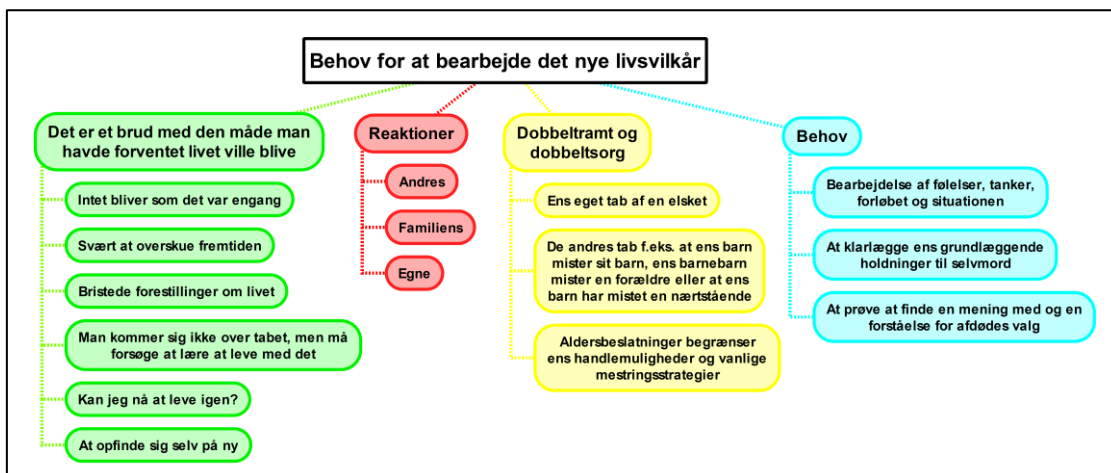 Behov for at bearbejde det nye livsvilkår
Det er et brud med den måde man
havde forventet livet ville blive
Intet bliver som det var engang
Svært at overskue fremtiden
Bristede forestillinger om livet
Man kommer sig ikke over tabet, men må
forsøge at lære at leve med det
Kan jeg nå at leve igen?
At opfinde sig selv på ny
Reaktioner
Andres
Familiens
Egne
Dobbeltramt og
dobbeltsorg
Ens eget tab af en elsket
De andres tab f.eks. at ens barn
mister sit barn, ens barnebarn
mister en forældre eller at ens
barn har mistet en nærtstående
Aldersbeslatninger begrænser
ens handlemuligheder og vanlige
mestringsstrategier
Behov
Bearbejdelse af følelser, tanker,
forløbet og situationen
At klarlægge ens grundlæggende
holdninger til selvmord
At prøve at finde en mening med og en
forståelse for afdødes valg